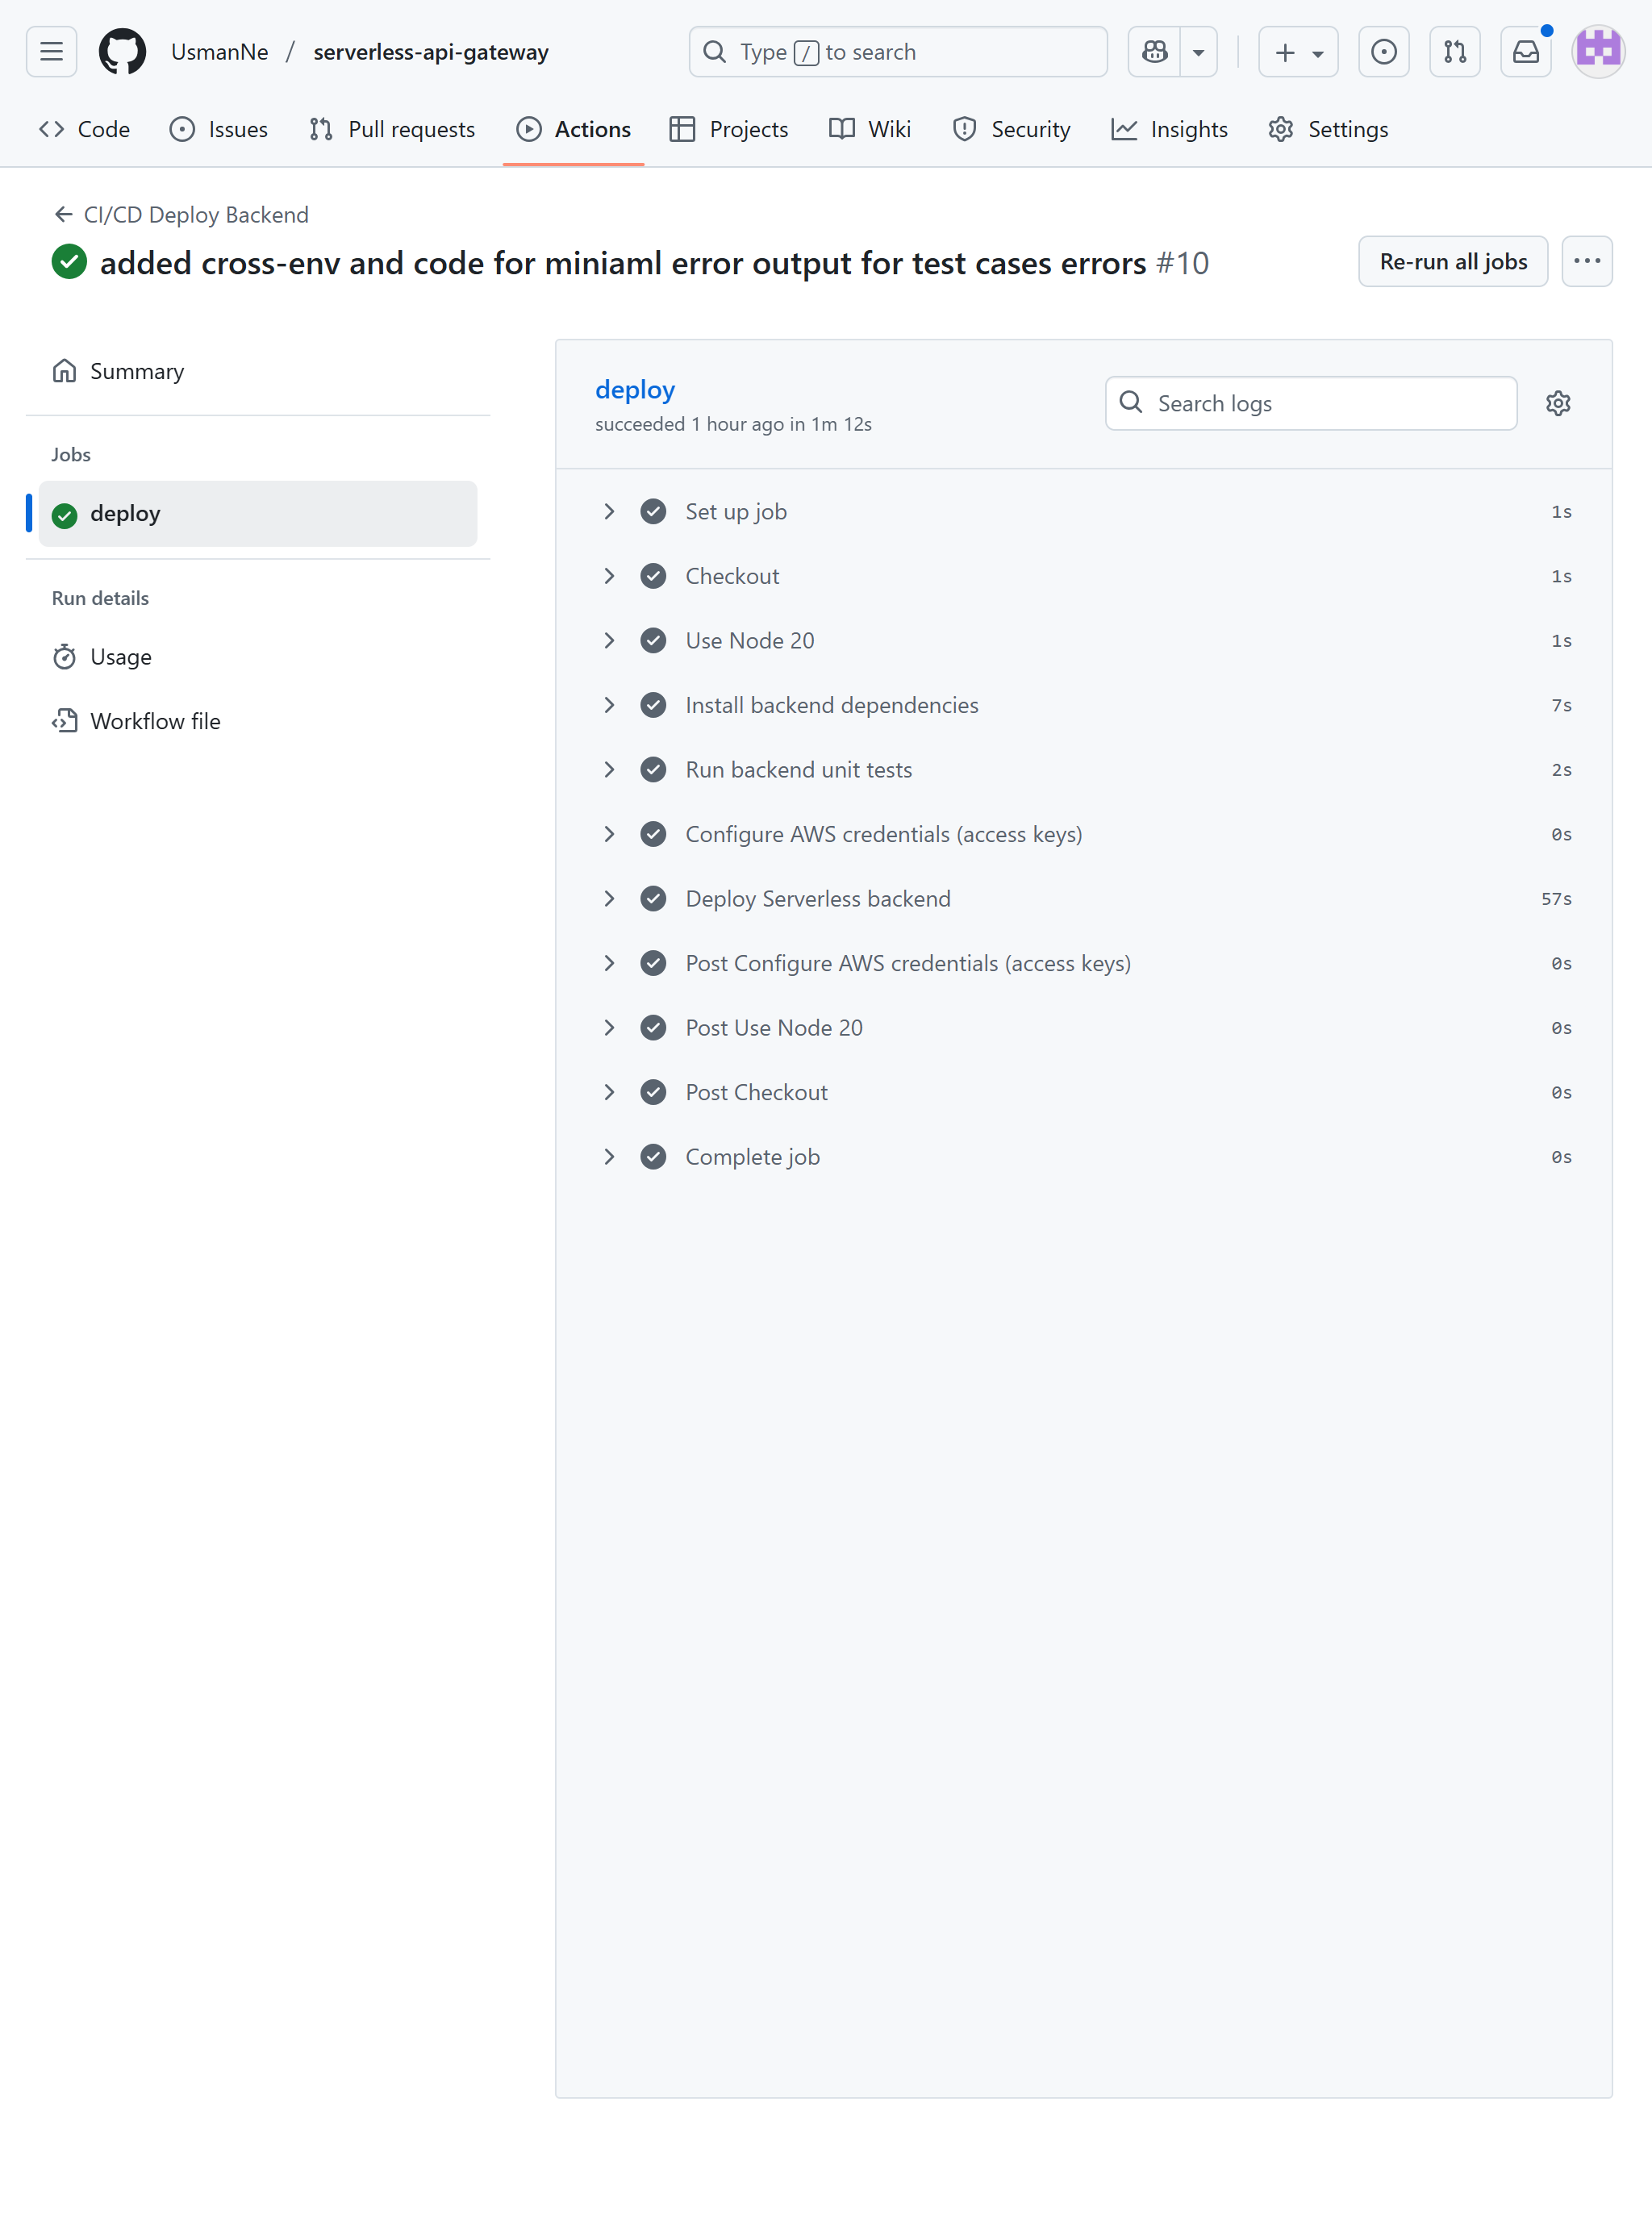 UsmanNe / serverless-api-gateway
Type / to search
Code Issues Pull requests Actions Projects Wiki Security Insights Settings
CI/CD Deploy Backend
added cross-env and code for miniaml error output for test cases errors #10
Re-run all jobs
Summary
Jobs
deploy
Run details
Usage
Workflow file
deploy
succeeded 1 hour ago in 1m 12s
Search logs
Set up job 1s
Checkout 1s
Use Node 20 1s
Install backend dependencies 7s
Run backend unit tests 2s
Configure AWS credentials (access keys) 0s
Deploy Serverless backend 57s
Post Configure AWS credentials (access keys) 0s
Post Use Node 20 0s
Post Checkout 0s
Complete job 0s